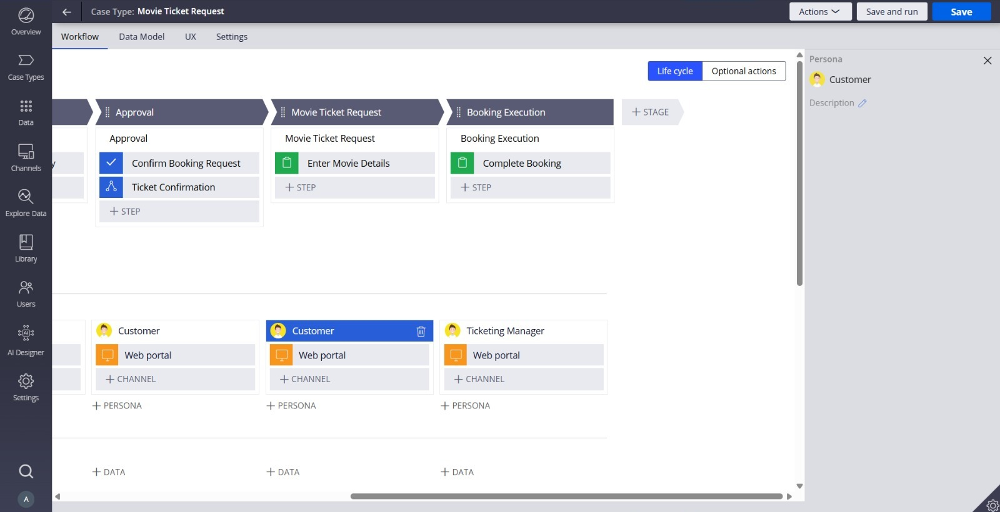 Overview
Case Types
Data
Channels
Explore Data
Library
Users
AI
AI Designer
Settings
A
Case Type: Movie Ticket Request
Actions
Save and run
Save
Workflow
Data Model
UX
Settings
Life cycle
Optional actions
Approval
Movie Ticket Request
Booking Execution
+ STAGE
Approval
Movie Ticket Request
Booking Execution
y
Confirm Booking Request
Enter Movie Details
Complete Booking
Ticket Confirmation
+ STEP
+ STEP
+ STEP
Customer
Customer
Ticketing Manager
Web portal
Web portal
Web portal
+ CHANNEL
+ CHANNEL
+ CHANNEL
+ PERSONA
+ PERSONA
+ PERSONA
+ DATA
+ DATA
+ DATA
Persona
Customer
Description